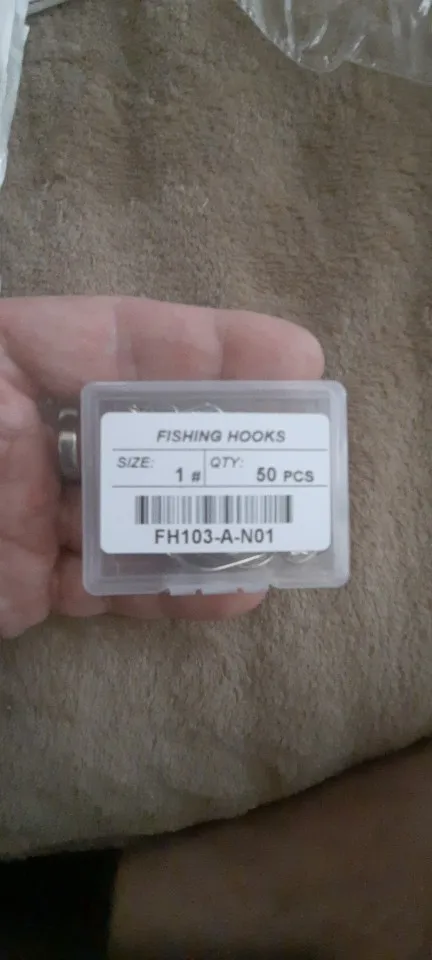 FISHING HOOKS
SIZE: 1 # QTY: 50 PCS
FH103-A-N01